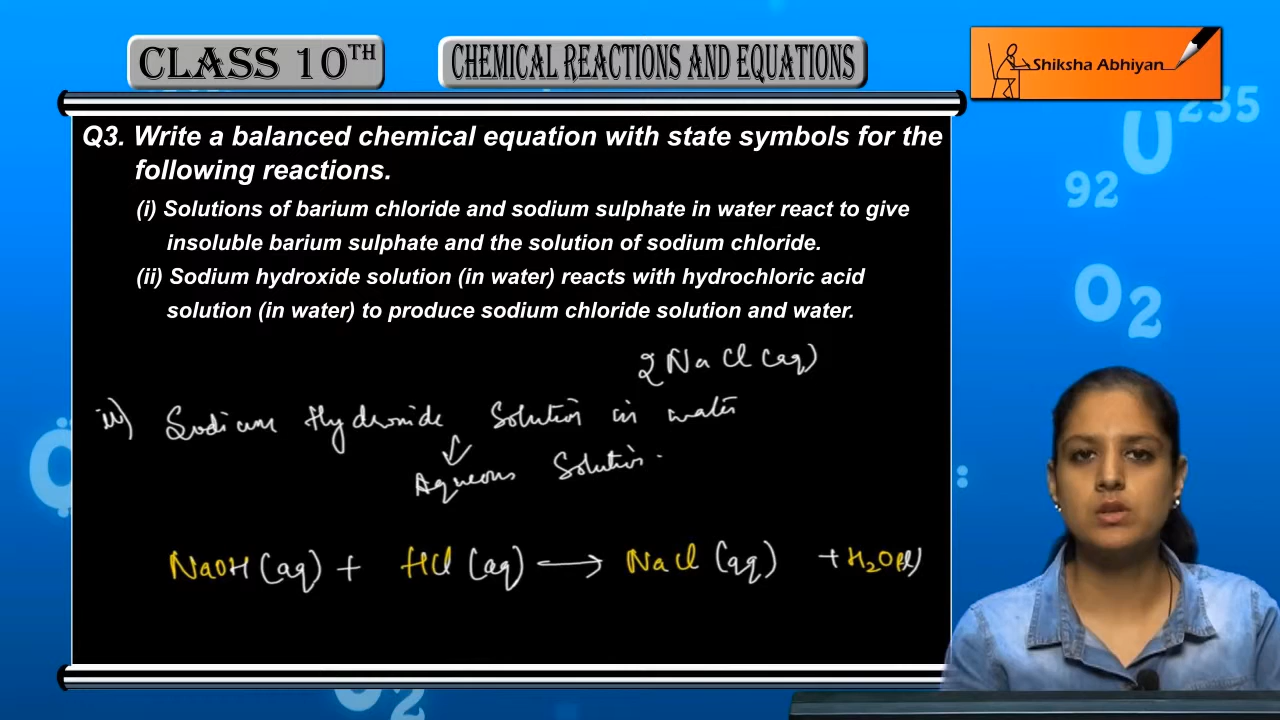 CLASS 10TH
CHEMICAL REACTIONS AND EQUATIONS
Shiksha Abhiyan
U235
92
O2
Q3. Write a balanced chemical equation with state symbols for the
following reactions.
(i) Solutions of barium chloride and sodium sulphate in water react to give
insoluble barium sulphate and the solution of sodium chloride.
(ii) Sodium hydroxide solution (in water) reacts with hydrochloric acid
solution (in water) to produce sodium chloride solution and water.
2NaCl(aq)
ii) Sodium Hydroxide Solution in water
Aqueous Solution.
NaOH(aq) + HCl(aq) → NaCl(aq) + H2O(l)